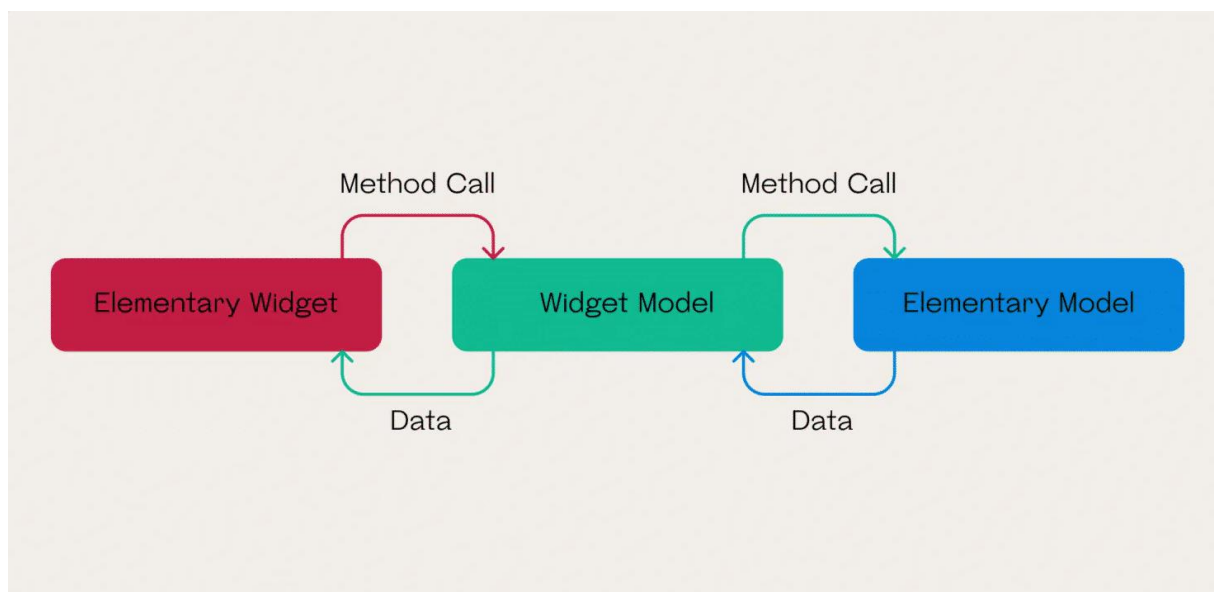 Method Call
Method Call
Elementary Widget
Widget Model
Elementary Model
Data
Data